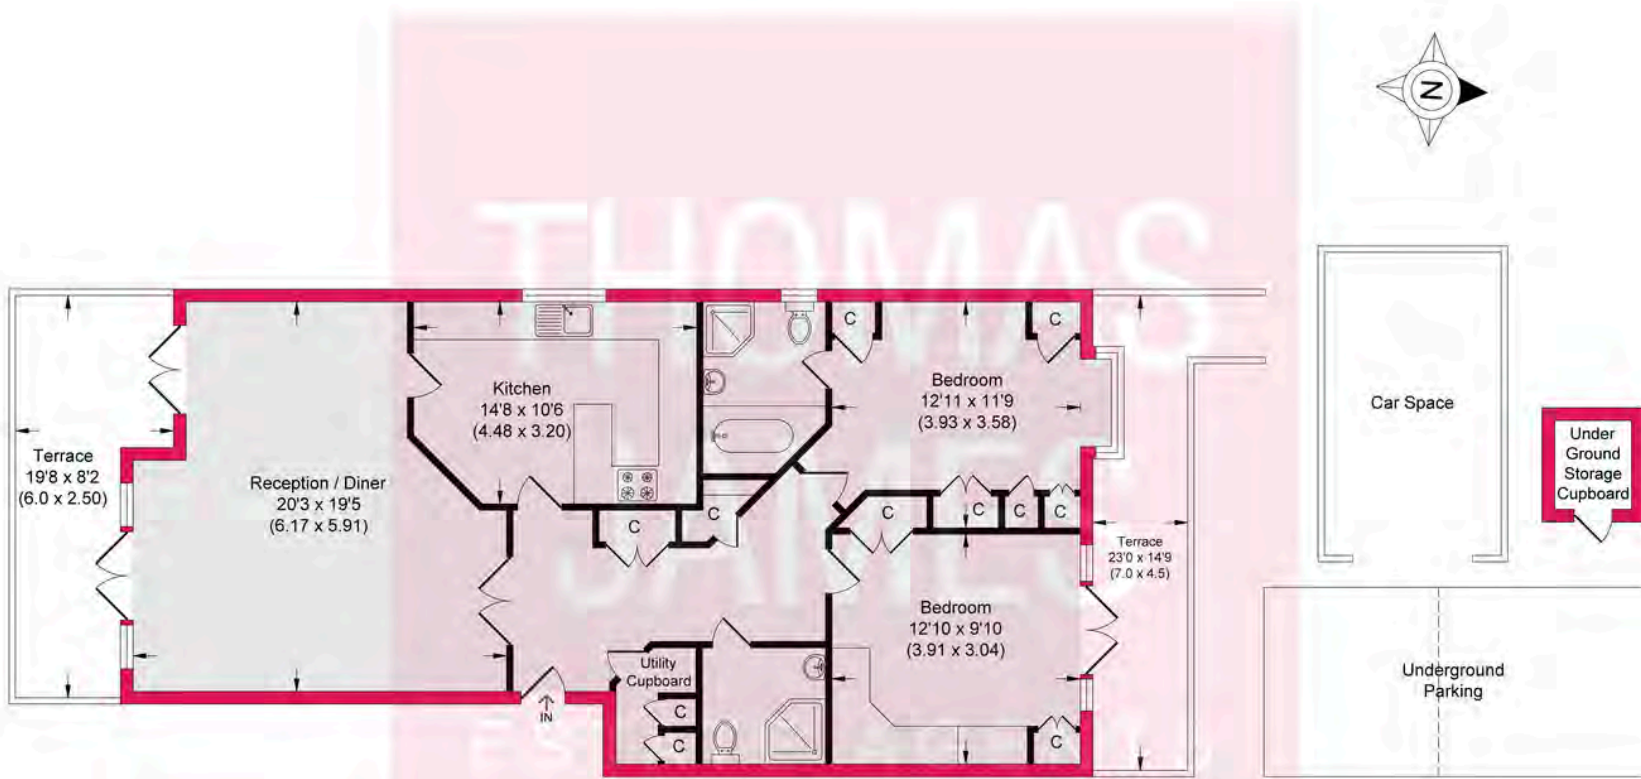 N
THOMAS
JAMES
Terrace
19'8 x 8'2
(6.0 x 2.50)
Reception / Diner
20'3 x 19'5
(6.17 x 5.91)
Kitchen
14'8 x 10'6
(4.48 x 3.20)
C
C
Bedroom
12'11 x 11'9
(3.93 x 3.58)
C
C
C
C
C
C
Bedroom
12'10 x 9'10
(3.91 x 3.04)
C
Utility
Cupboard
C
C
IN
Terrace
23'0 x 14'9
(7.0 x 4.5)
Car Space
Under
Ground
Storage
Cupboard
Underground
Parking